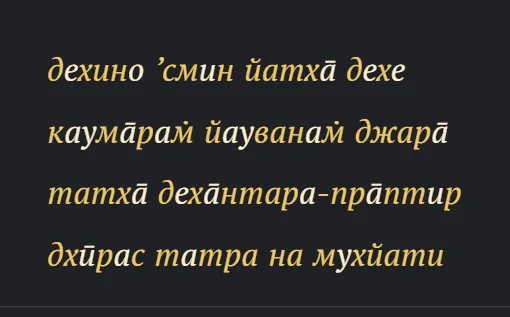 дехино ’смин йатха̄ дехе
каума̄рам̇ йауванам̇ джара̄
татха̄ деха̄нтара-пра̄птир
дхӣрас татра на мухйати